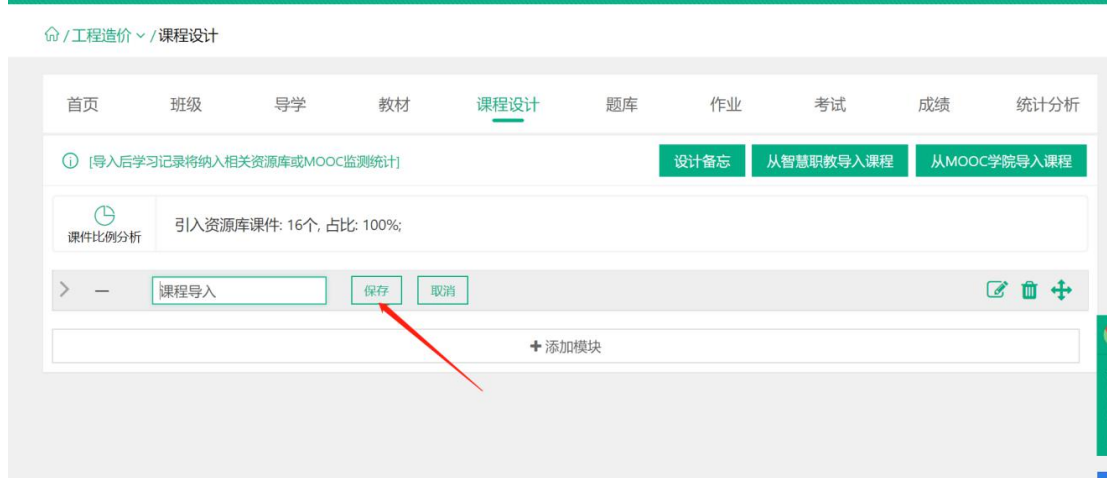 / 工程造价 / 课程设计
首页 班级 导学 教材 课程设计 题库 作业 考试 成绩 统计分析
[导入后学习记录将纳入相关资源库或MOOC监测统计] 设计备忘 从智慧职教导入课程 从MOOC学院导入课程
课件比例分析 引入资源库课件: 16个, 占比: 100%;
课程导入 保存 取消
添加模块